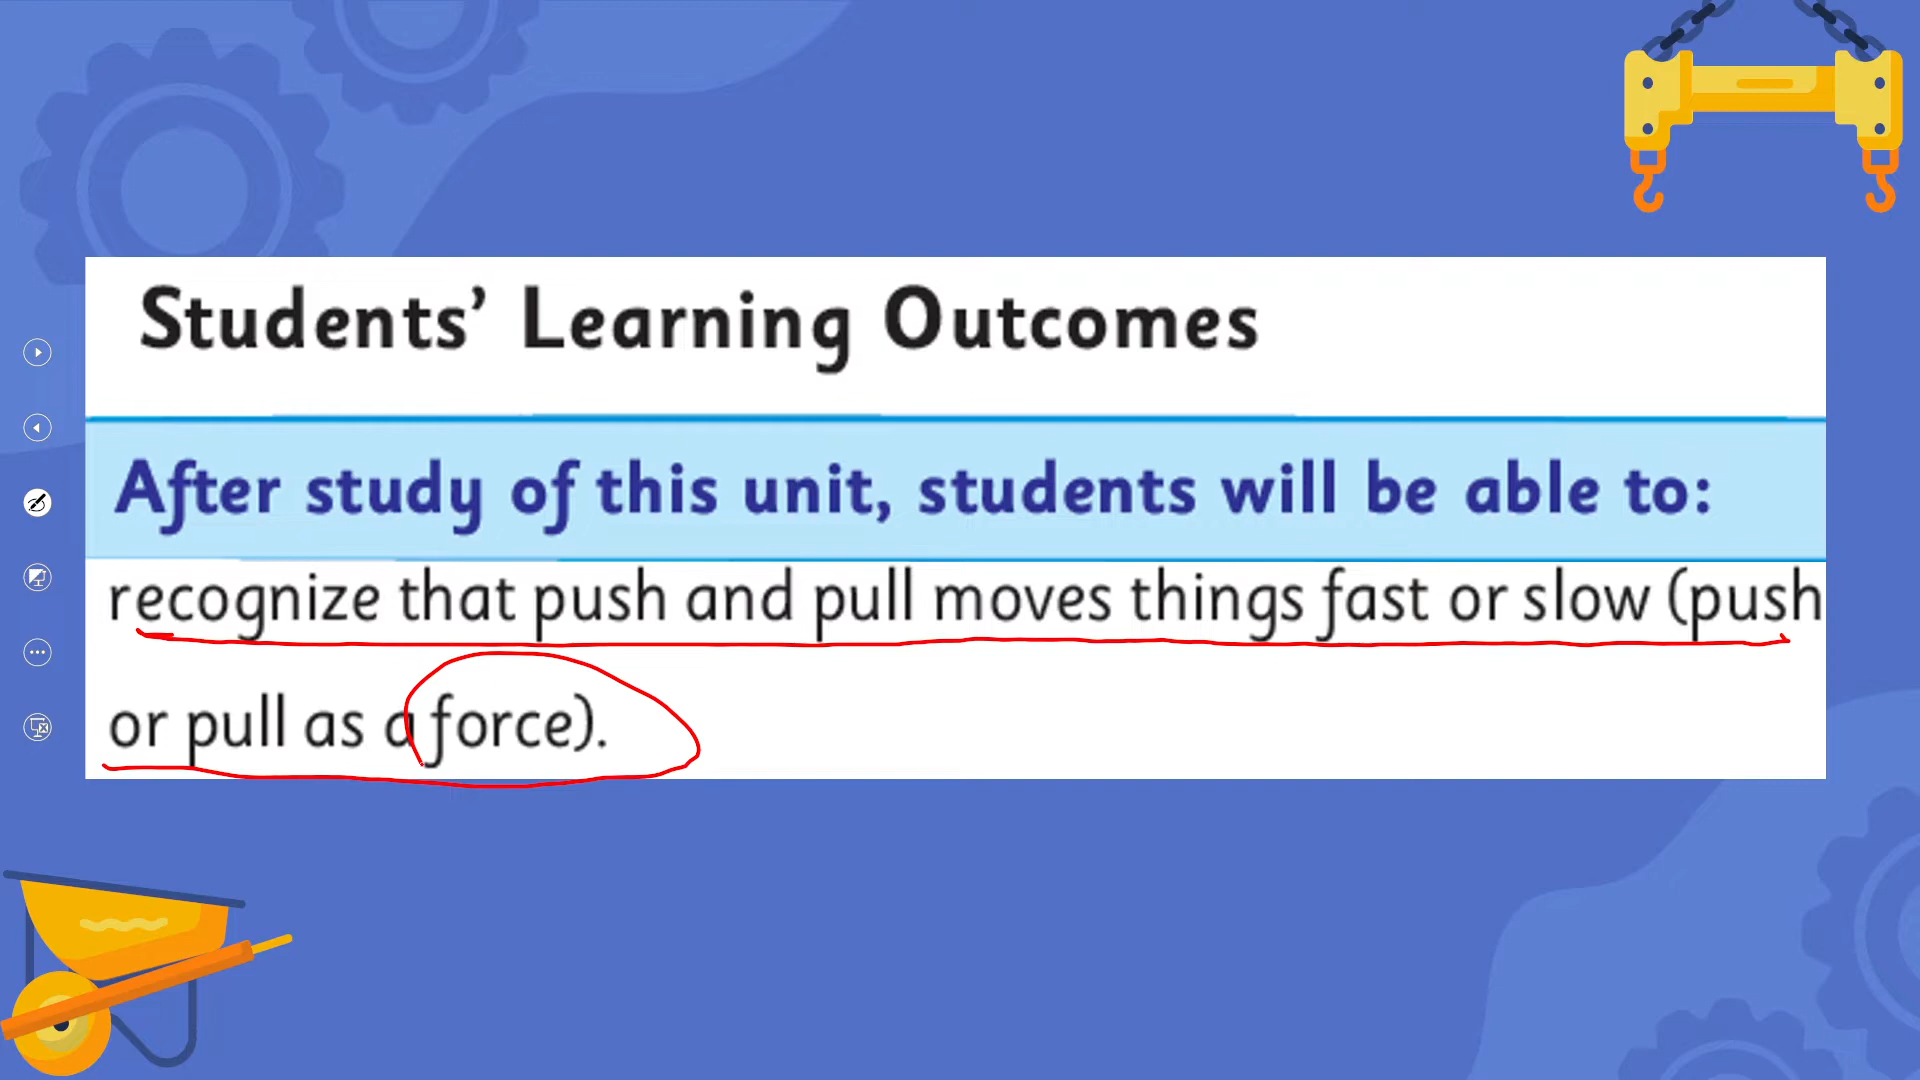 Students’ Learning Outcomes
After study of this unit, students will be able to:
recognize that push and pull moves things fast or slow (push
or pull as a force).